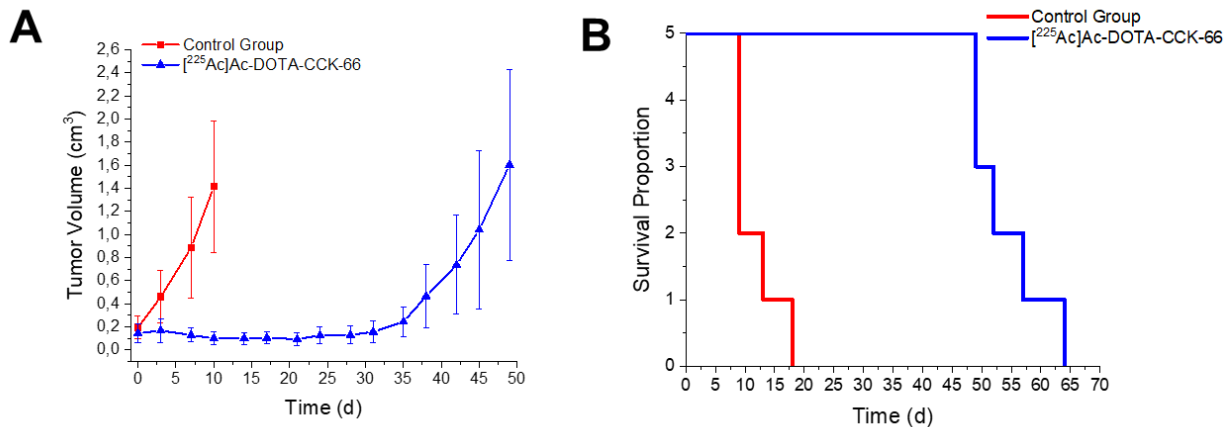 A
Control Group
[²²⁵Ac]Ac-DOTA-CCK-66
2,6
2,4
2,2
2,0
1,8
1,6
1,4
1,2
1,0
0,8
0,6
0,4
0,2
0,0
Tumor Volume (cm³)
0 5 10 15 20 25 30 35 40 45 50
Time (d)
B
Control Group
[²²⁵Ac]Ac-DOTA-CCK-66
5
4
3
2
1
0
Survival Proportion
0 5 10 15 20 25 30 35 40 45 50 55 60 65 70
Time (d)